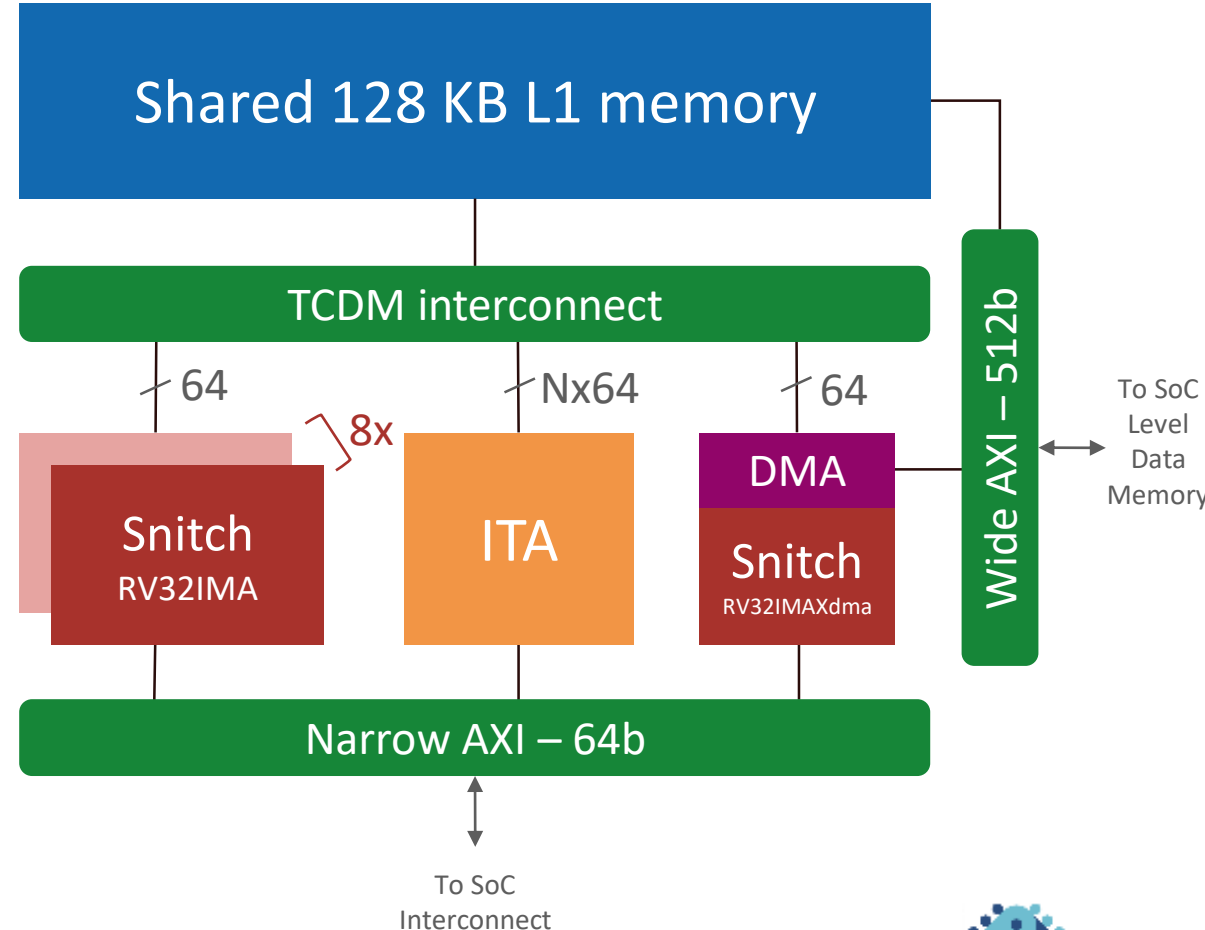 Shared 128 KB L1 memory
TCDM interconnect
64
Nx64
64
8x
Snitch
RV32IMA
ITA
DMA
Snitch
RV32IMAXdma
Wide AXI – 512b
To SoC
Level
Data
Memory
Narrow AXI – 64b
To SoC
Interconnect